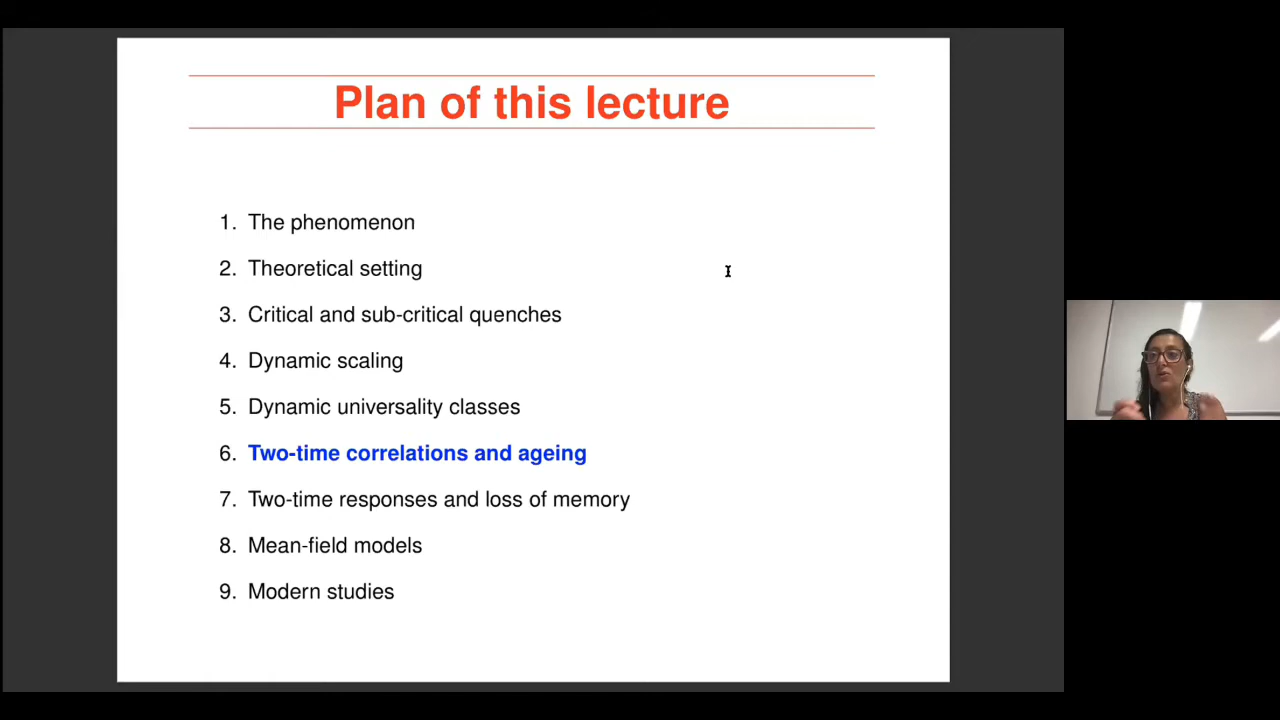 Plan of this lecture
1. The phenomenon
2. Theoretical setting
3. Critical and sub-critical quenches
4. Dynamic scaling
5. Dynamic universality classes
6. Two-time correlations and ageing
7. Two-time responses and loss of memory
8. Mean-field models
9. Modern studies